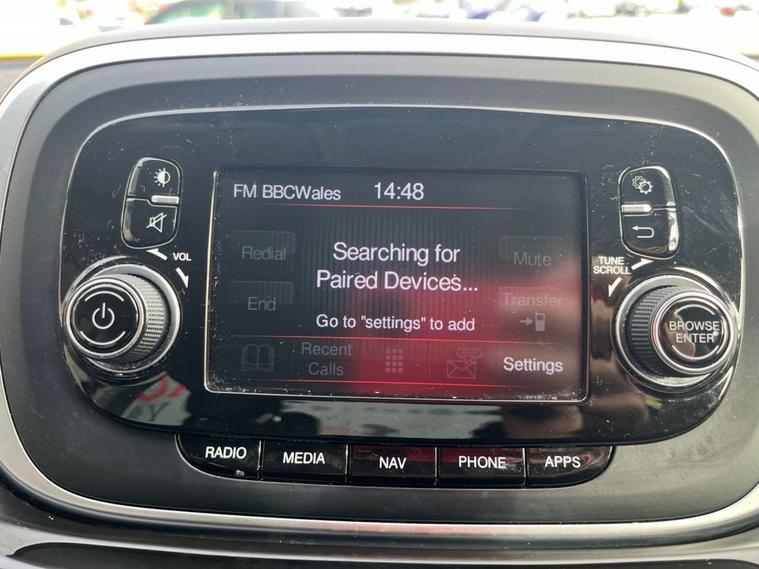 FM BBCWales 14:48
Redial
Searching for
Paired Devices...
Mute
End
Transfer
Go to "settings" to add
Recent
Calls
Settings
VOL
TUNE
SCROLL
BROWSE
ENTER
RADIO MEDIA NAV PHONE APPS